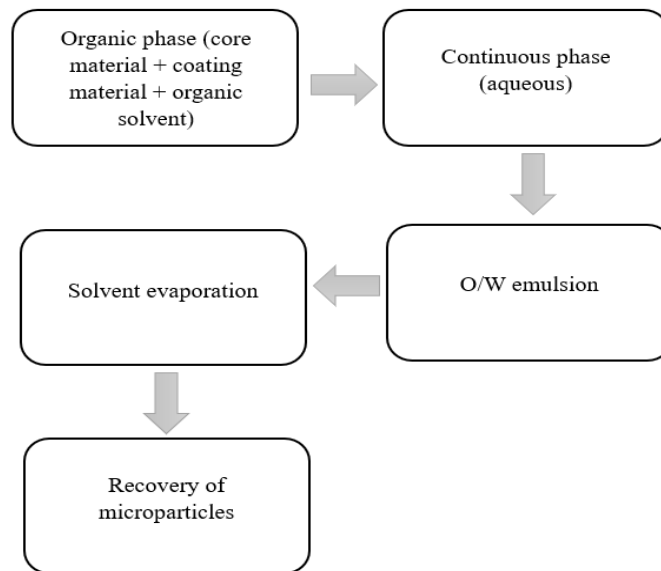 Organic phase (core
material + coating
material + organic
solvent)
Continuous phase
(aqueous)
O/W emulsion
Solvent evaporation
Recovery of
microparticles